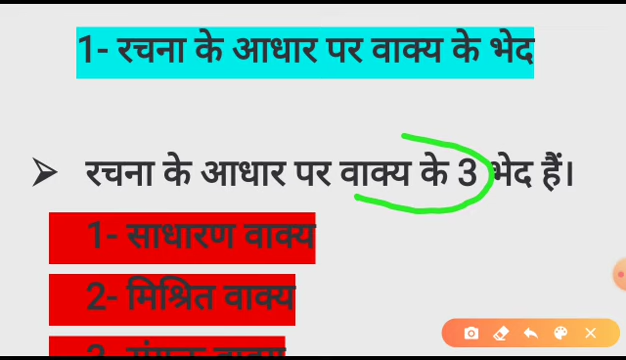 1- रचना के आधार पर वाक्य के भेद
रचना के आधार पर वाक्य के 3 भेद हैं।
1- साधारण वाक्य
2- मिश्रित वाक्य